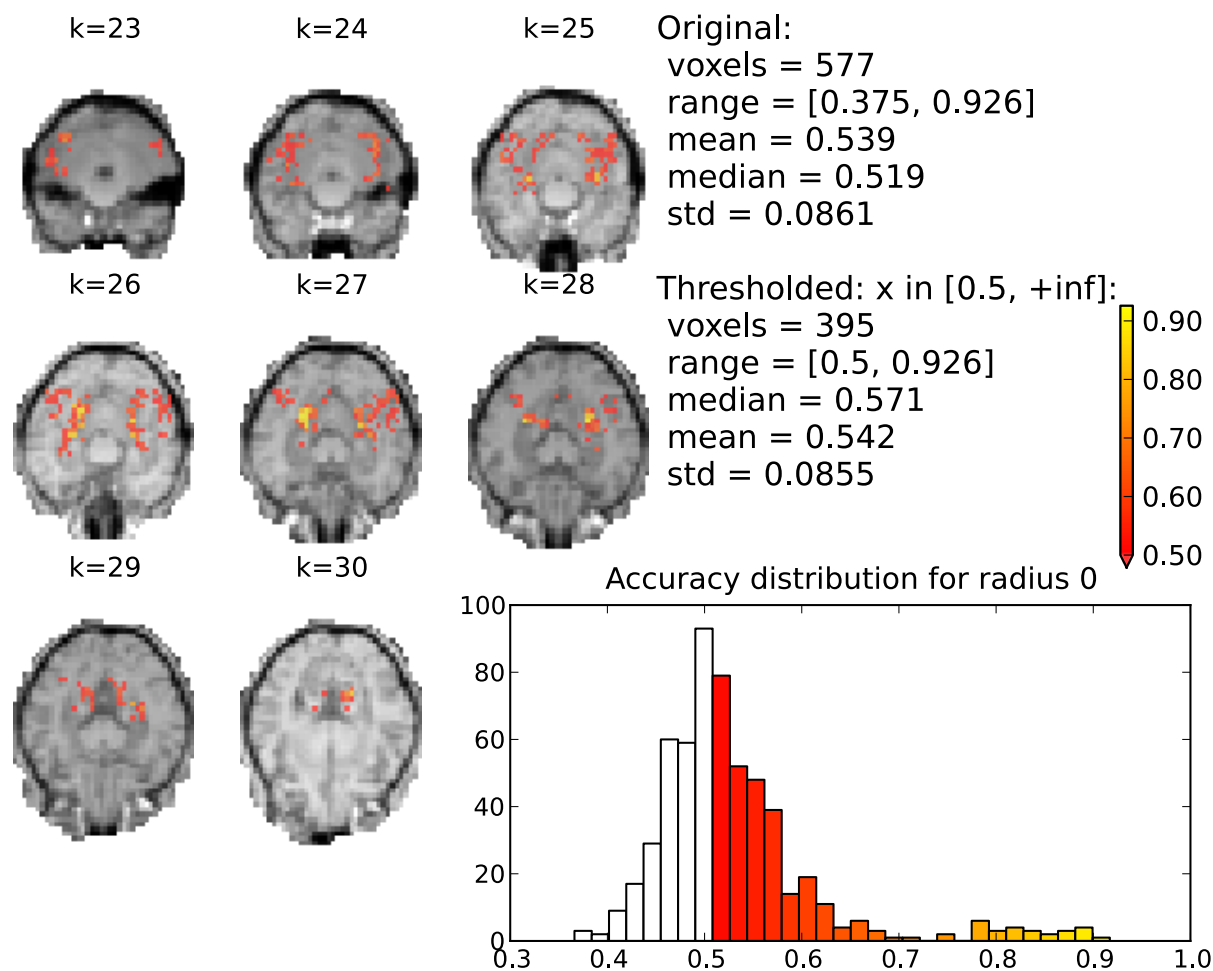 k=23
k=24
k=25
Original:
voxels = 577
range = [0.375, 0.926]
mean = 0.539
median = 0.519
std = 0.0861
k=26
k=27
k=28
Thresholded: x in [0.5, +inf]:
voxels = 395
range = [0.5, 0.926]
median = 0.571
mean = 0.542
std = 0.0855
0.90
0.80
0.70
0.60
0.50
k=29
k=30
Accuracy distribution for radius 0
100
80
60
40
20
0
0.3 0.4 0.5 0.6 0.7 0.8 0.9 1.0